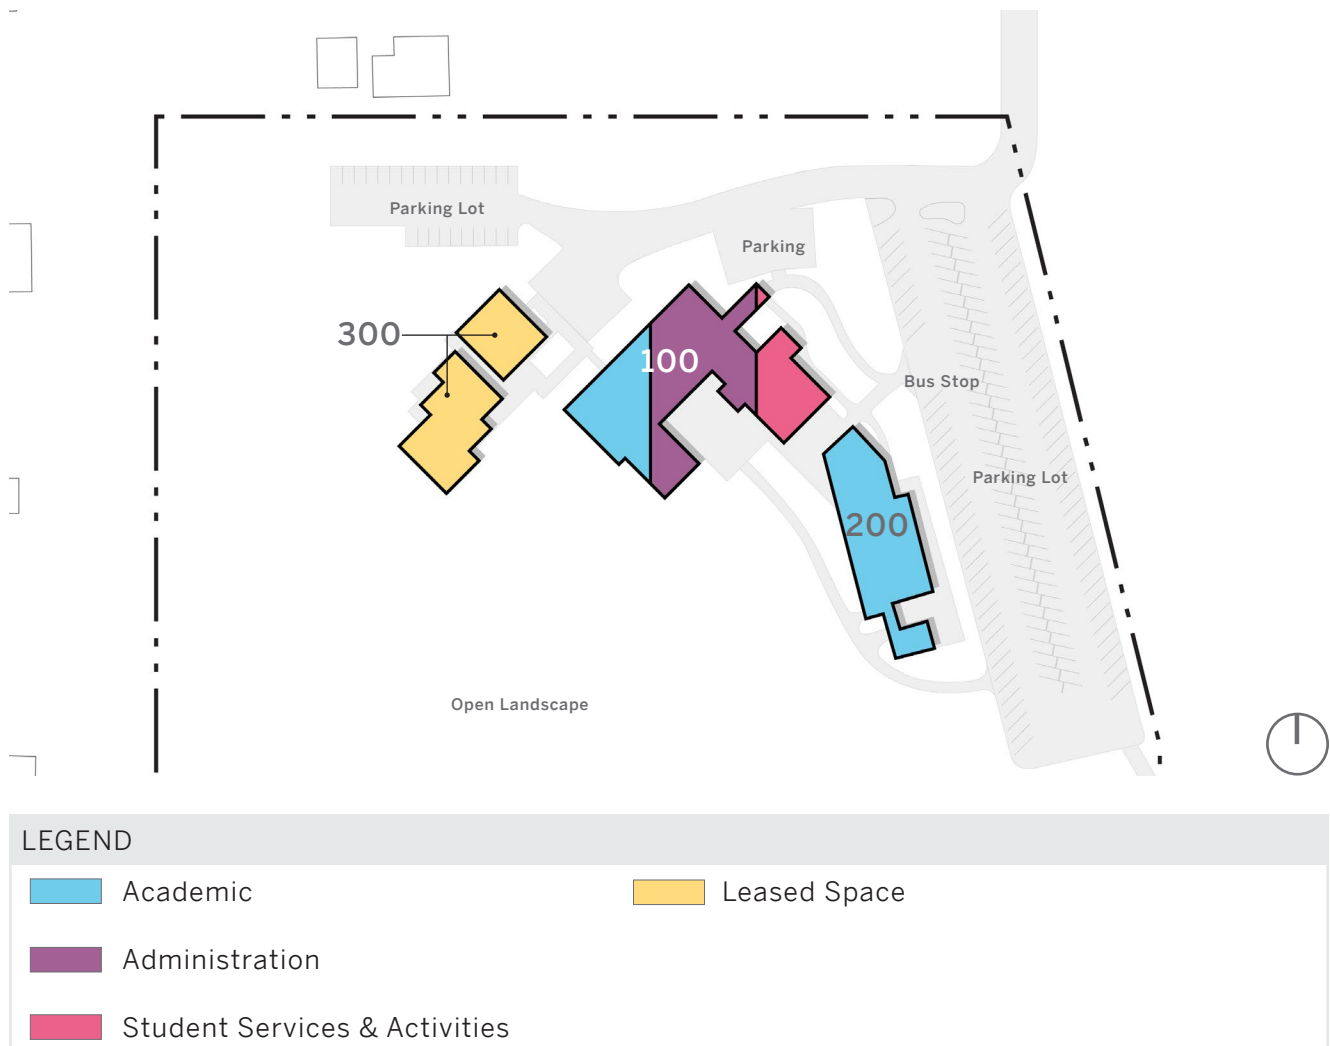 Parking Lot
Parking
300
100
Bus Stop
Parking Lot
200
Open Landscape
LEGEND
Academic
Leased Space
Administration
Student Services & Activities